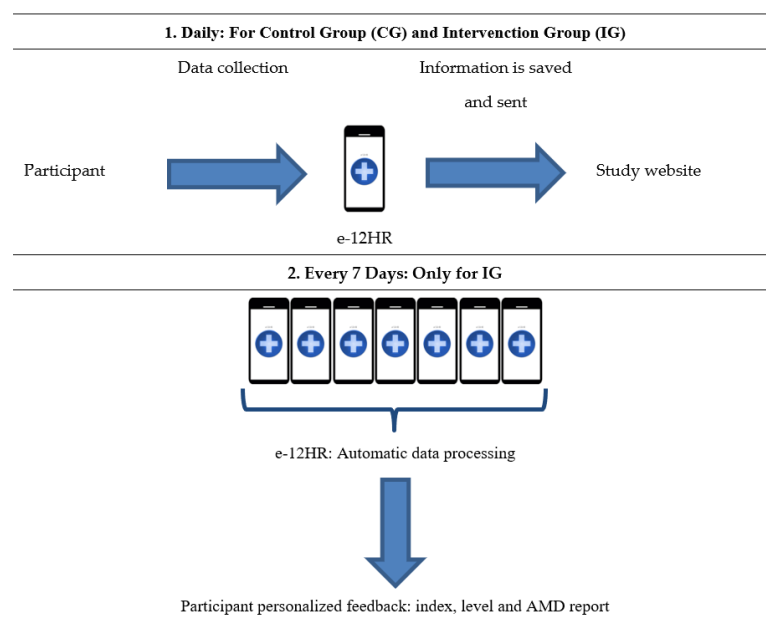 1. Daily: For Control Group (CG) and Intervenction Group (IG)
Data collection
Information is saved
and sent
Participant
Study website
e-12HR
2. Every 7 Days: Only for IG
e-12HR: Automatic data processing
Participant personalized feedback: index, level and AMD report